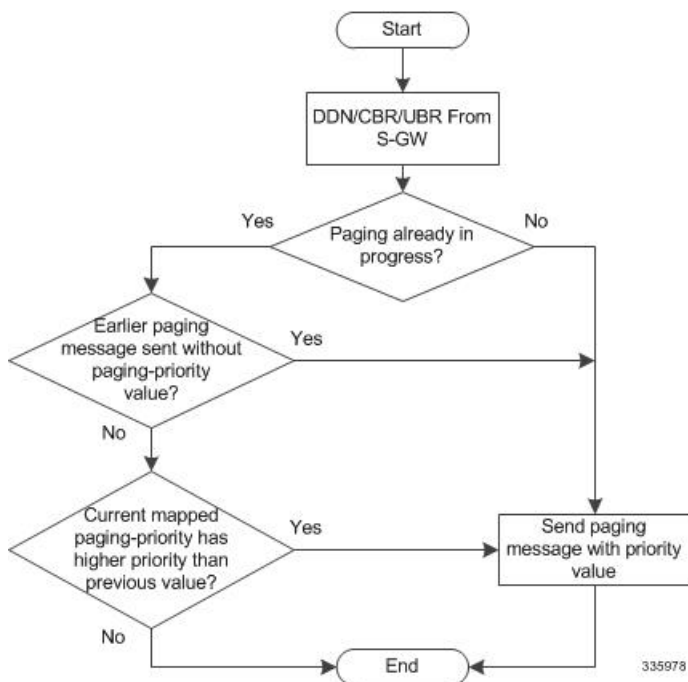 Start
DDN/CBR/UBR From
S-GW
Yes
No
Paging already in
progress?
Earlier paging
message sent without
paging-priority
value?
Yes
No
Current mapped
paging-priority has
higher priority than
previous value?
Yes
Send paging
message with priority
value
No
End
335978